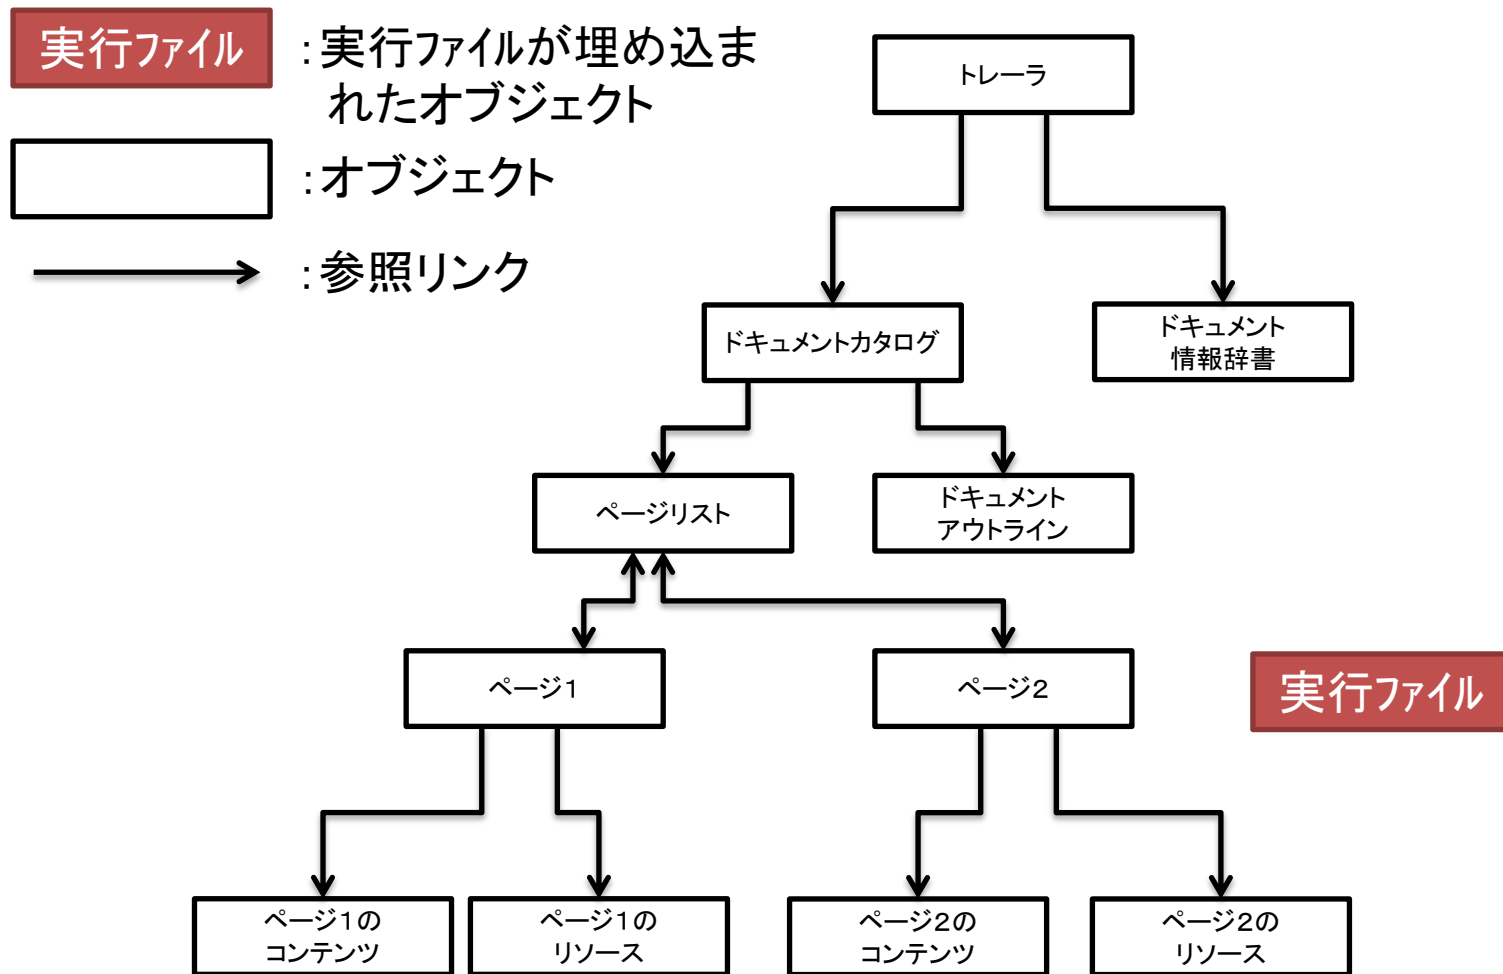 実行ファイル
:実行ファイルが埋め込ま
れたオブジェクト
:オブジェクト
:参照リンク
トレーラ
ドキュメントカタログ
ドキュメント
情報辞書
ページリスト
ドキュメント
アウトライン
ページ1
ページ2
実行ファイル
ページ1の
コンテンツ
ページ1の
リソース
ページ2の
コンテンツ
ページ2の
リソース